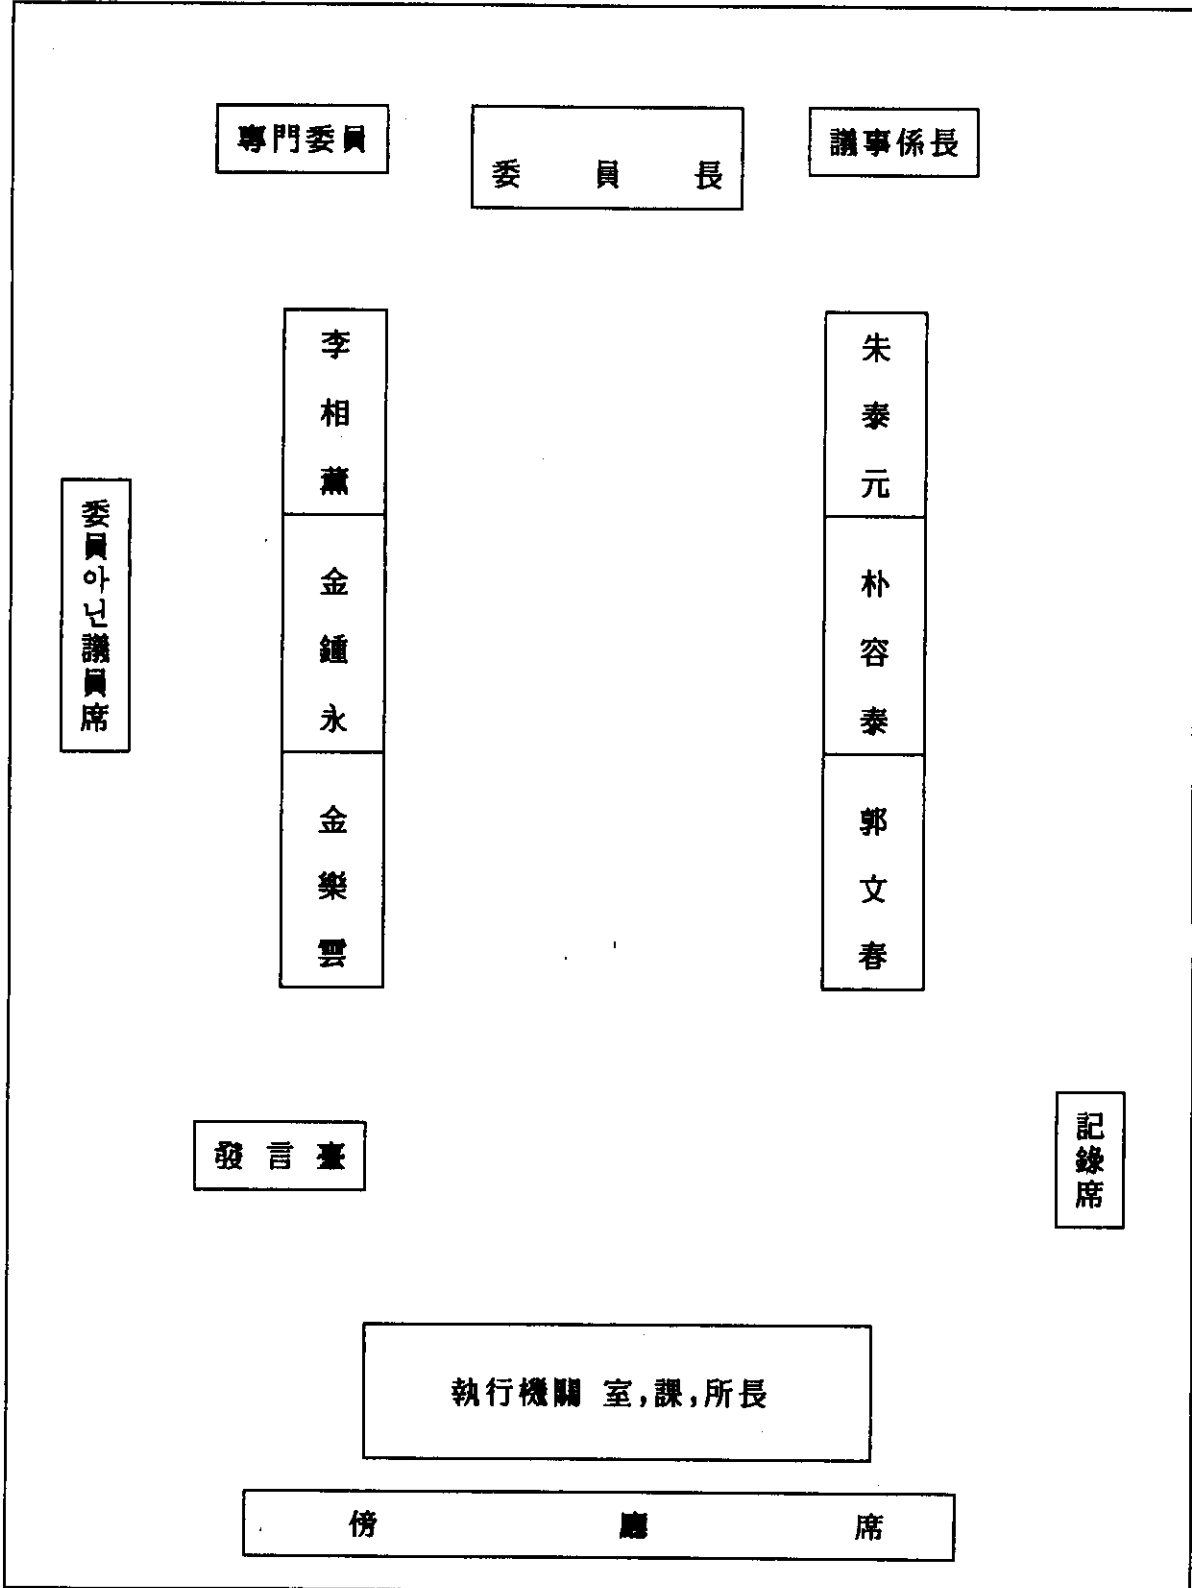 專門委員
委員長
議事係長
李相薰
金鍾永
金樂雲
朱泰元
朴容泰
郭文春
委員아닌議員席
發言臺
記錄席
執行機關 室,課,所長
傍廳席